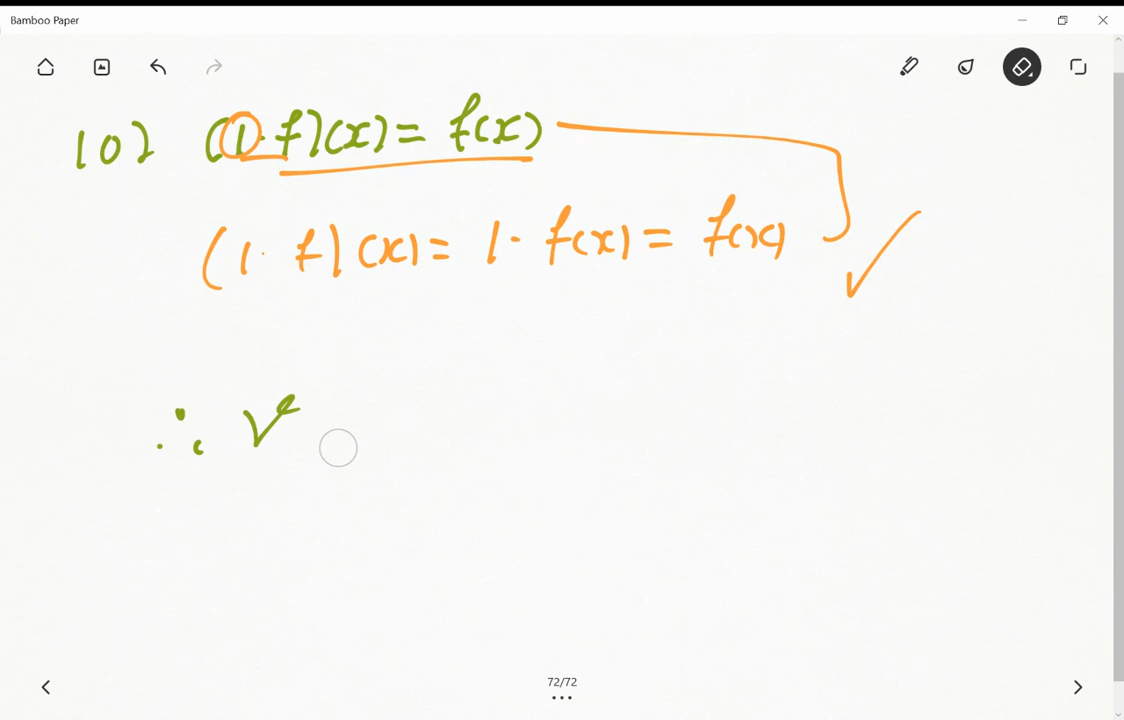 Bamboo Paper
10) (1·f)(x) = f(x)
(1·f)(x) = 1·f(x) = f(x)
∴ V
72/72